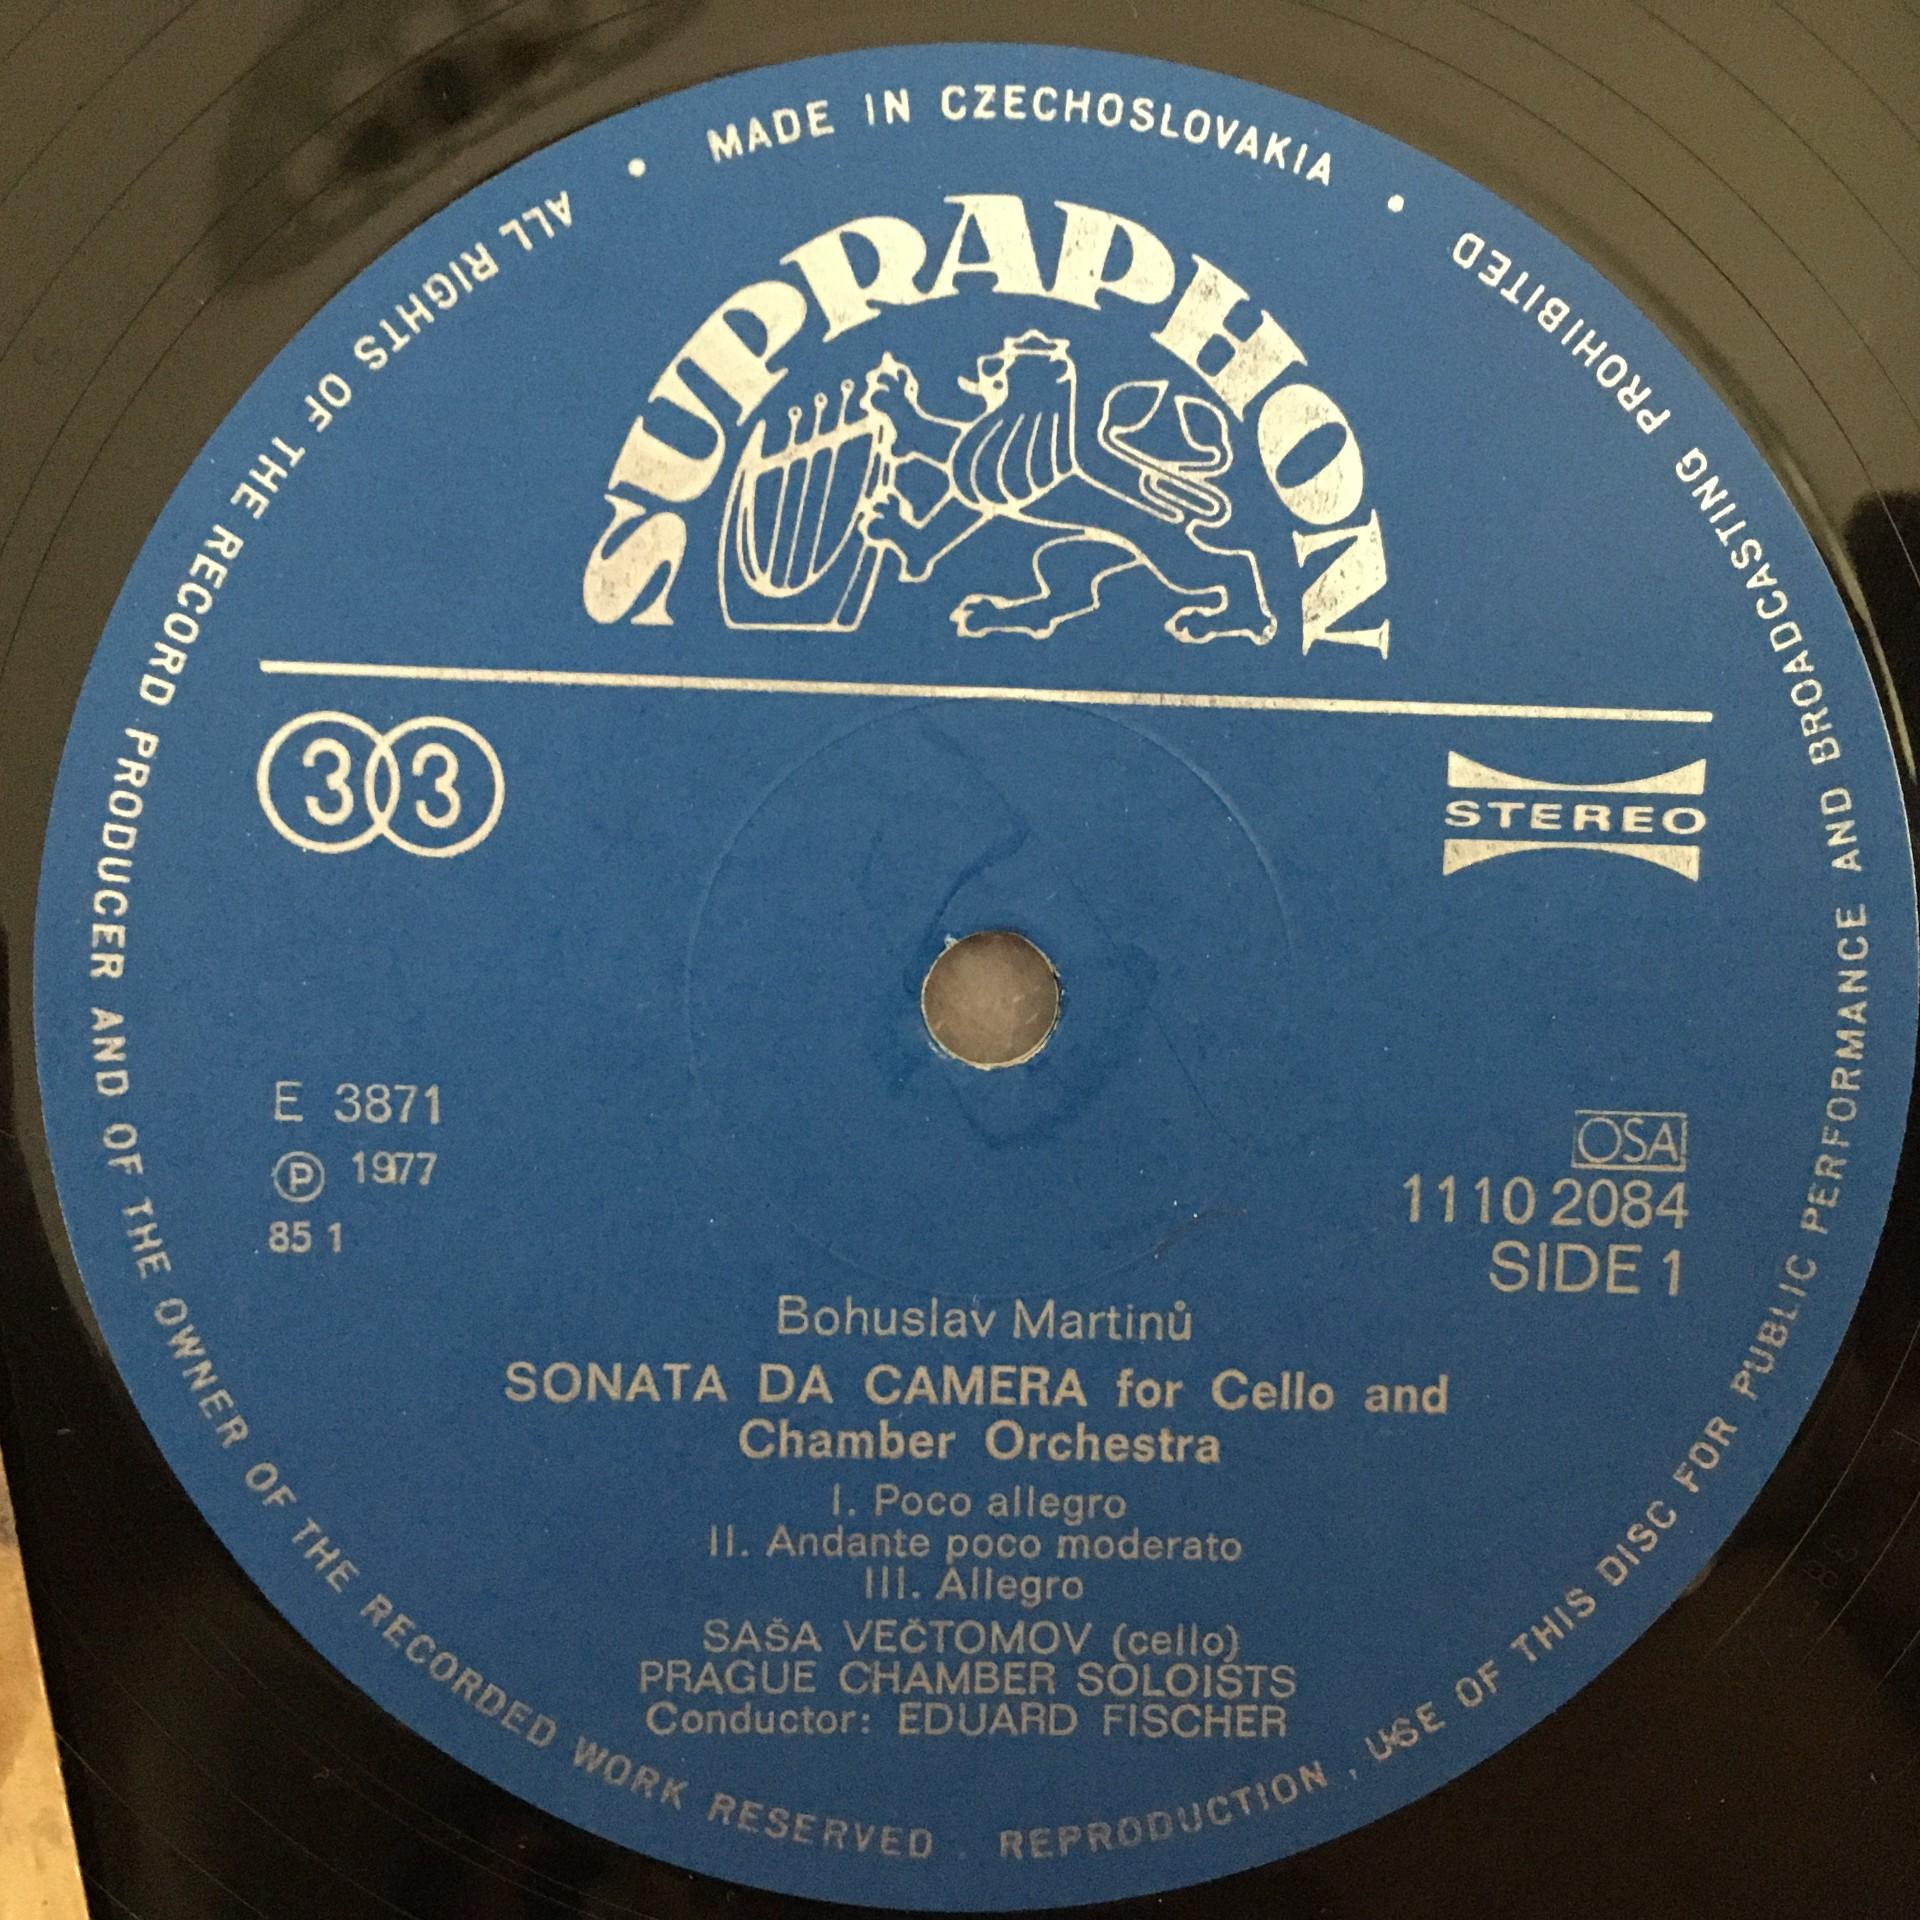 MADE IN CZECHOSLOVAKIA
ALL RIGHTS OF THE RECORD PRODUCER AND OF THE OWNER OF THE RECORDED WORK RESERVED . REPRODUCTION , USE OF THIS DISC FOR PUBLIC PERFORMANCE AND BROADCASTING PROHIBITED
SUPRAPHON
33
STEREO
E 3871
℗ 1977
85 1
OSA
1110 2084
SIDE 1
Bohuslav Martinů
SONATA DA CAMERA for Cello and
Chamber Orchestra
I. Poco allegro
II. Andante poco moderato
III. Allegro
SAŠA VEČTOMOV (cello)
PRAGUE CHAMBER SOLOISTS
Conductor: EDUARD FISCHER